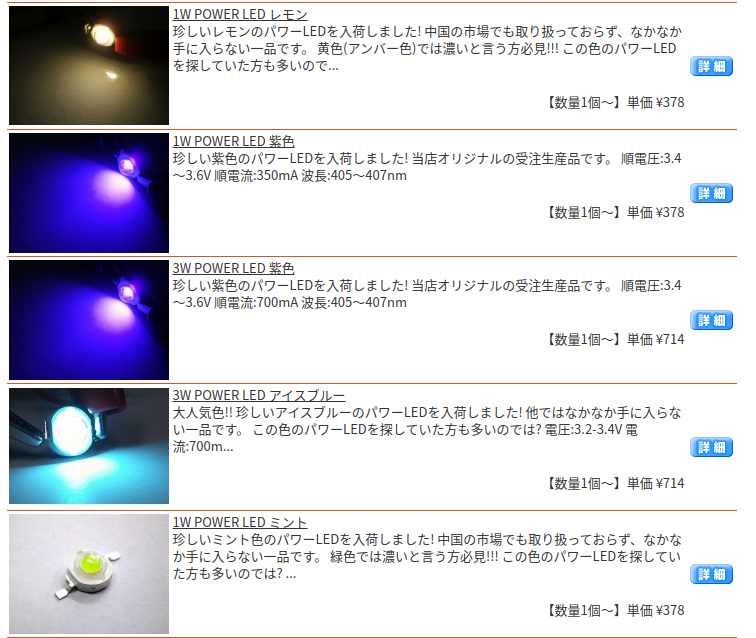 1W POWER LED レモン
珍しいレモンのパワーLEDを入荷しました! 中国の市場でも取り扱っておらず、なかなか
手に入らない一品です。 黄色(アンバー色)では濃いと言う方必見!!! この色のパワーLED
を探していた方も多いので...
詳細
【数量1個〜】単価 ¥378
1W POWER LED 紫色
珍しい紫色のパワーLEDを入荷しました! 当店オリジナルの受注生産品です。 順電圧:3.4
〜3.6V 順電流:350mA 波長:405〜407nm
詳細
【数量1個〜】単価 ¥378
3W POWER LED 紫色
珍しい紫色のパワーLEDを入荷しました! 当店オリジナルの受注生産品です。 順電圧:3.4
〜3.6V 順電流:700mA 波長:405〜407nm
詳細
【数量1個〜】単価 ¥714
3W POWER LED アイスブルー
大人気色!! 珍しいアイスブルーのパワーLEDを入荷しました! 他ではなかなか手に入らな
い一品です。 この色のパワーLEDを探していた方も多いのでは? 電圧:3.2-3.4V 電
流:700m...
詳細
【数量1個〜】単価 ¥714
1W POWER LED ミント
珍しいミント色のパワーLEDを入荷しました! 中国の市場でも取り扱っておらず、なかな
か手に入らない一品です。 緑色では濃いと言う方必見!!! この色のパワーLEDを探してい
た方も多いのでは? ...
詳細
【数量1個〜】単価 ¥378